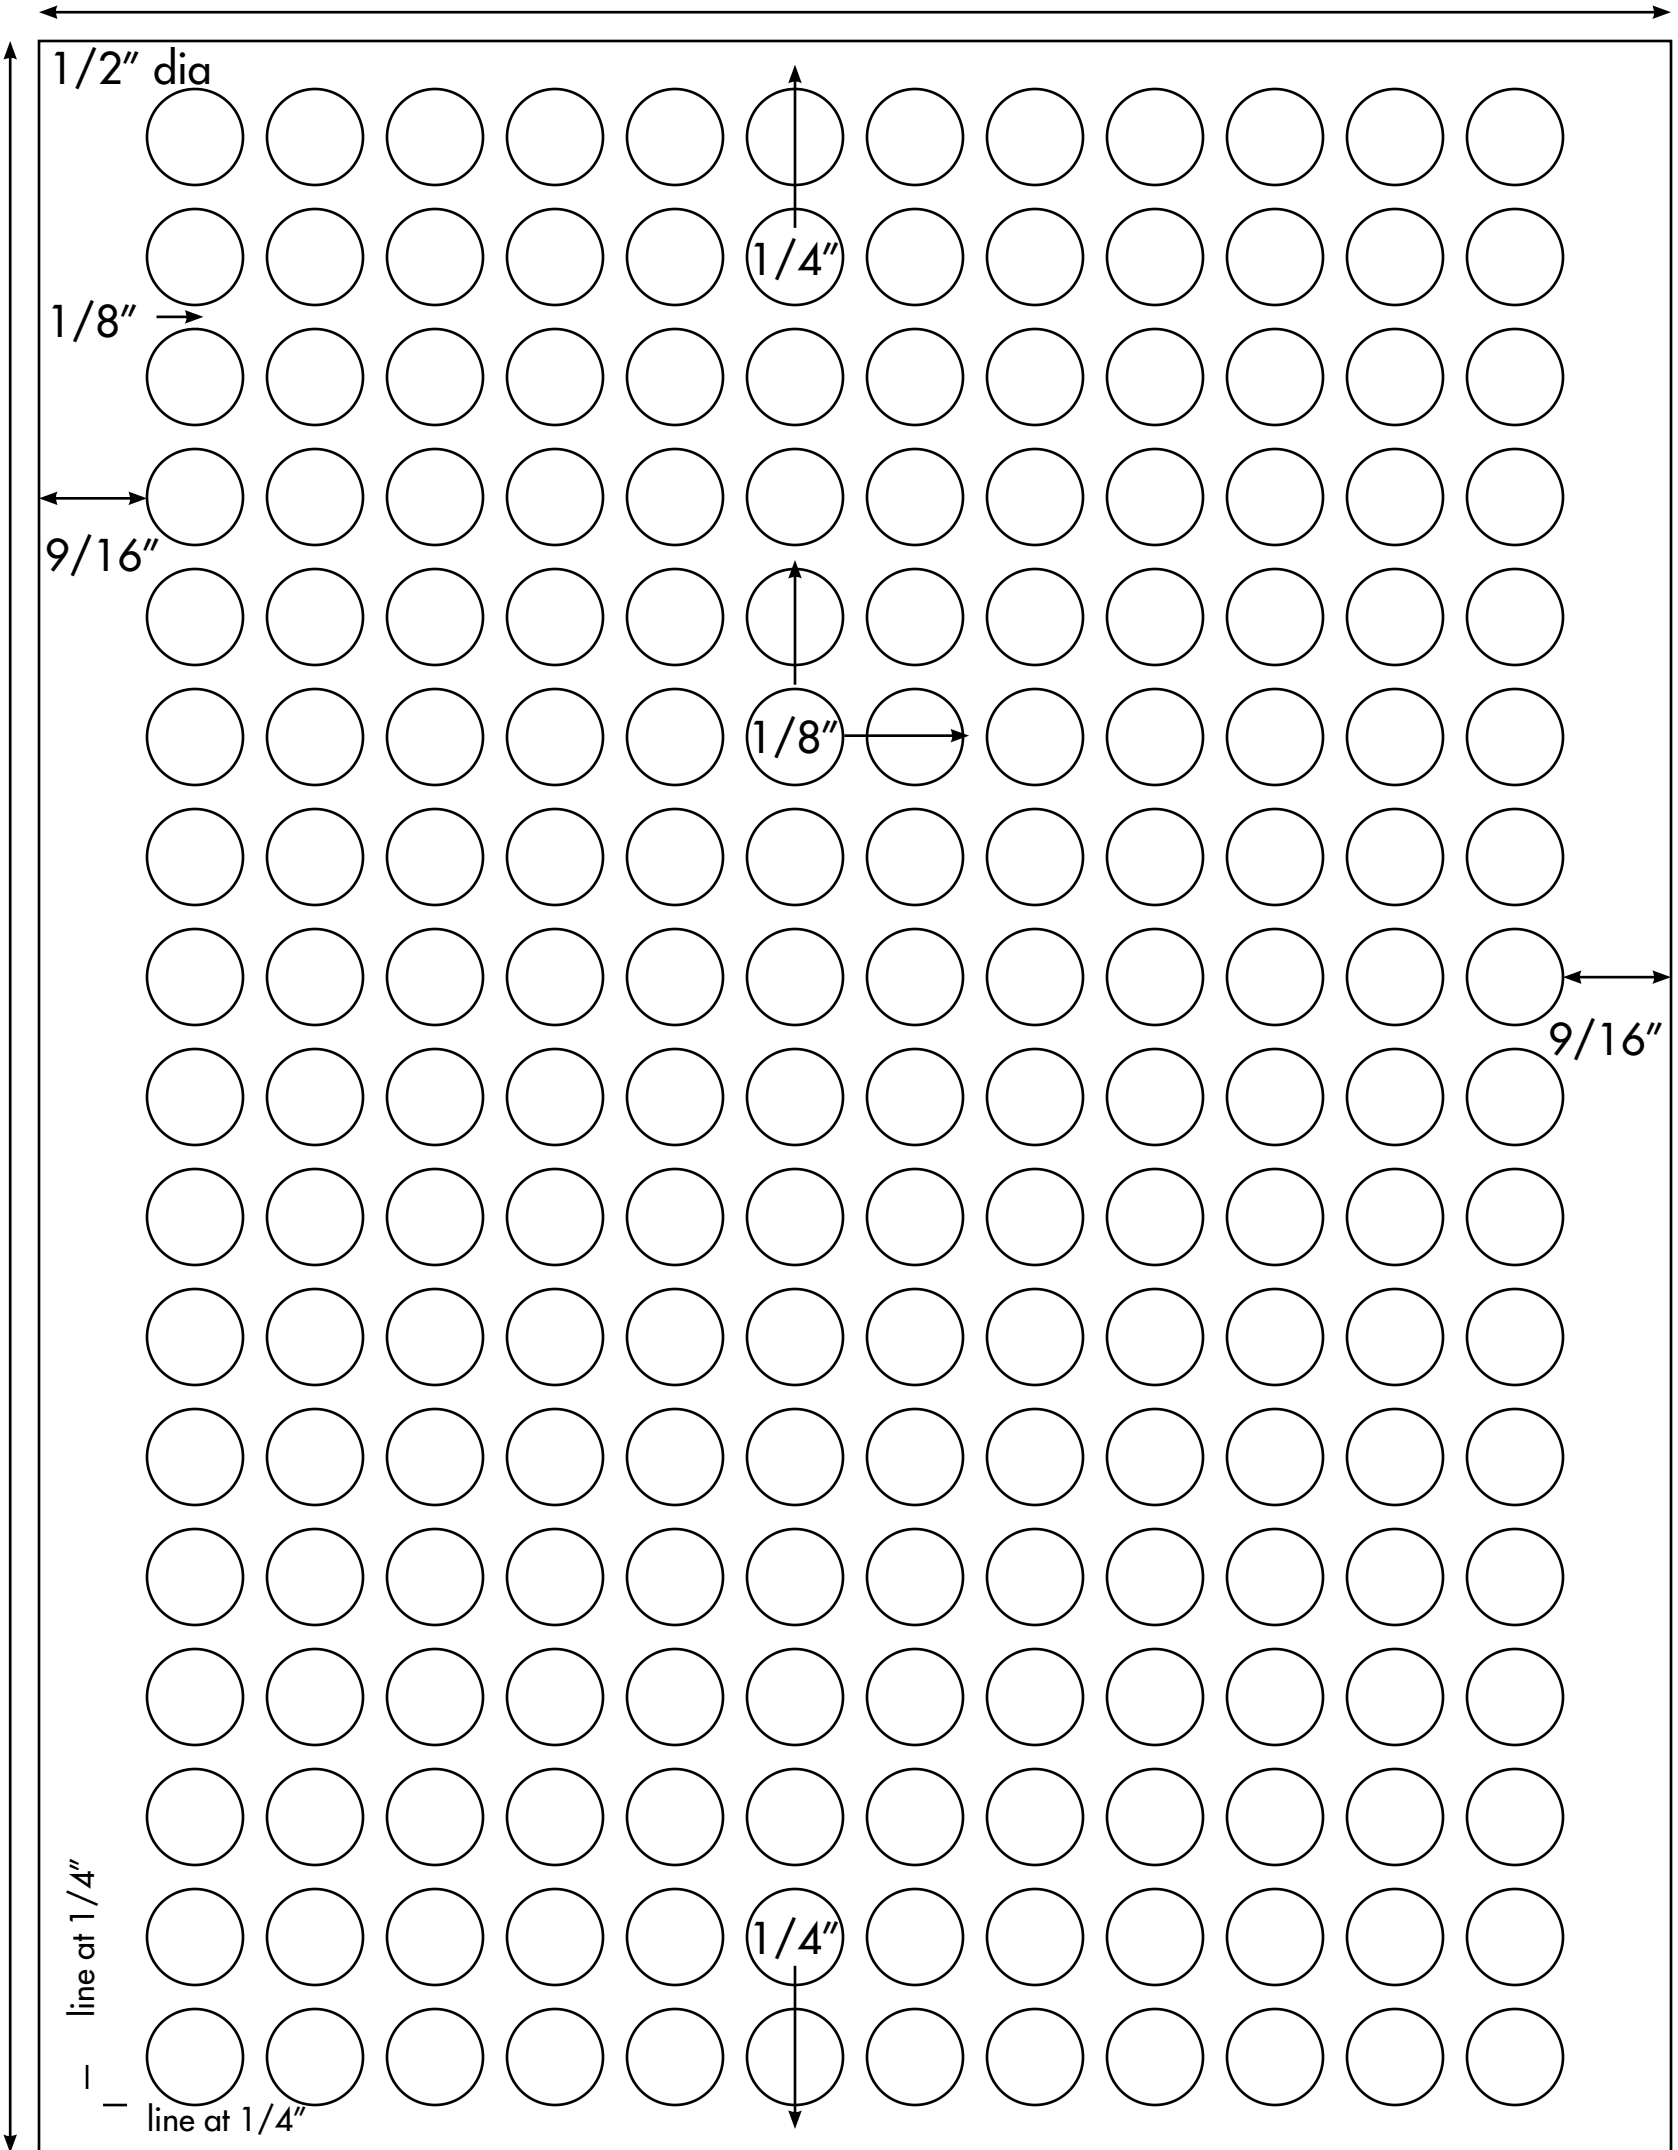 1/2" dia
1/4"
1/8"
9/16"
1/8"
9/16"
line at 1/4"
1/4"
line at 1/4"